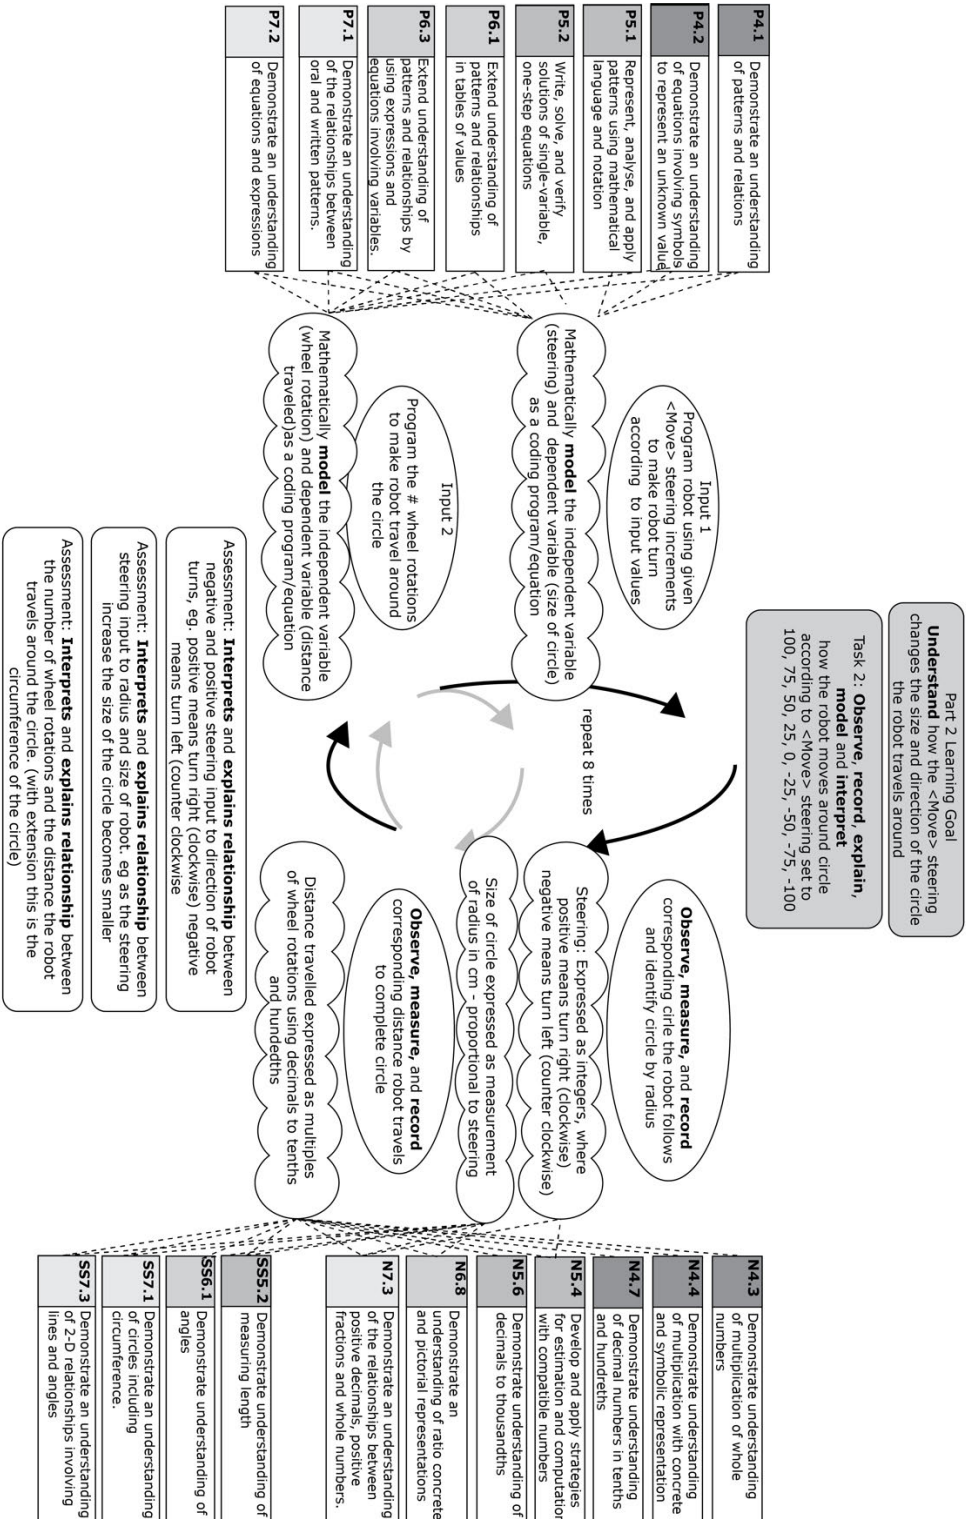 Part 2 Learning Goal
Understand how the <Move> steering
changes the size and direction of the circle
the robot travels around
Task 2: Observe, record, explain,
model and interpret
how the robot moves around circle
according to <Move> steering set to
100, 75, 50, 25, 0, -25, -50, -75, -100
P4.1
Demonstrate an understanding
of patterns and relations
P4.2
Demonstrate an understanding
of equations involving symbols
to represent an unknown value
P5.1
Represent, analyse, and apply
patterns using mathematical
language and notation
P5.2
Write, solve, and verify
solutions of single-variable,
one-step equations
P6.1
Extend understanding of
patterns and relationships
in tables of values
P6.3
Extend understanding of
patterns and relationships by
using expressions and
equations involving variables.
P7.1
Demonstrate an understanding
of the relationships between
oral and written patterns.
P7.2
Demonstrate an understanding
of equations and expressions
Input 1
Program robot using given
<Move> steering increments
to make robot turn
according to input values
Mathematically model the independent variable
(steering) and dependent variable (size of circle)
as a coding program/equation
Input 2
Program the # wheel rotations
to make robot travel around
the circle
Mathematically model the independent variable
(wheel rotation) and dependent variable (distance
traveled)as a coding program/equation
repeat 8 times
Observe, measure, and record
corresponding cirle the robot follows
and identify circle by radius
Steering: Expressed as integers, where
positive means turn right (clockwise)
negative means turn left (counter clockwise)
Size of circle expressed as measurement
of radius in cm - proportional to steering
Observe, measure, and record
corresponding distance robot travels
to complete circle
Distance travelled expressed as multiples
of wheel rotations using decimals to tenths
and hundedths
N4.3
Demonstrate understanding
of multiplication of whole
numbers
N4.4
Demonstrate understanding
of multiplication with concrete
and symbolic representation
N4.7
Demonstrate understanding
of decimal numbers in tenths
and hundreths
N5.4
Develop and apply strategies
for estimation and computation
with compatible numbers
N5.6
Demonstrate understanding of
decimals to thousandths
N6.8
Demonstrate an
understanding of ratio concrete
and pictorial representations
N7.3
Demonstrate an understanding
of the relationships between
positive decimals, positive
fractions and whole numbers.
SS5.2
Demonstrate understanding of
measuring length
SS6.1
Demonstrate understanding of
angles
SS7.1
Demonstrate an understanding
of circles including
circumference.
SS7.3
Demonstrate an understanding
of 2-D relationships involving
lines and angles
Assessment: Interprets and explains relationship between
negative and positive steering input to direction of robot
turns, eg. positive means turn right (clockwise) negative
means turn left (counter clockwise
Assessment: Interprets and explains relationship between
steering input to radius and size of robot. eg as the steering
increase the size of the circle becomes smaller
Assessment: Interprets and explains relationship between
the number of wheel rotations and the distance the robot
travels around the circle. (with extension this is the
circumference of the circle)